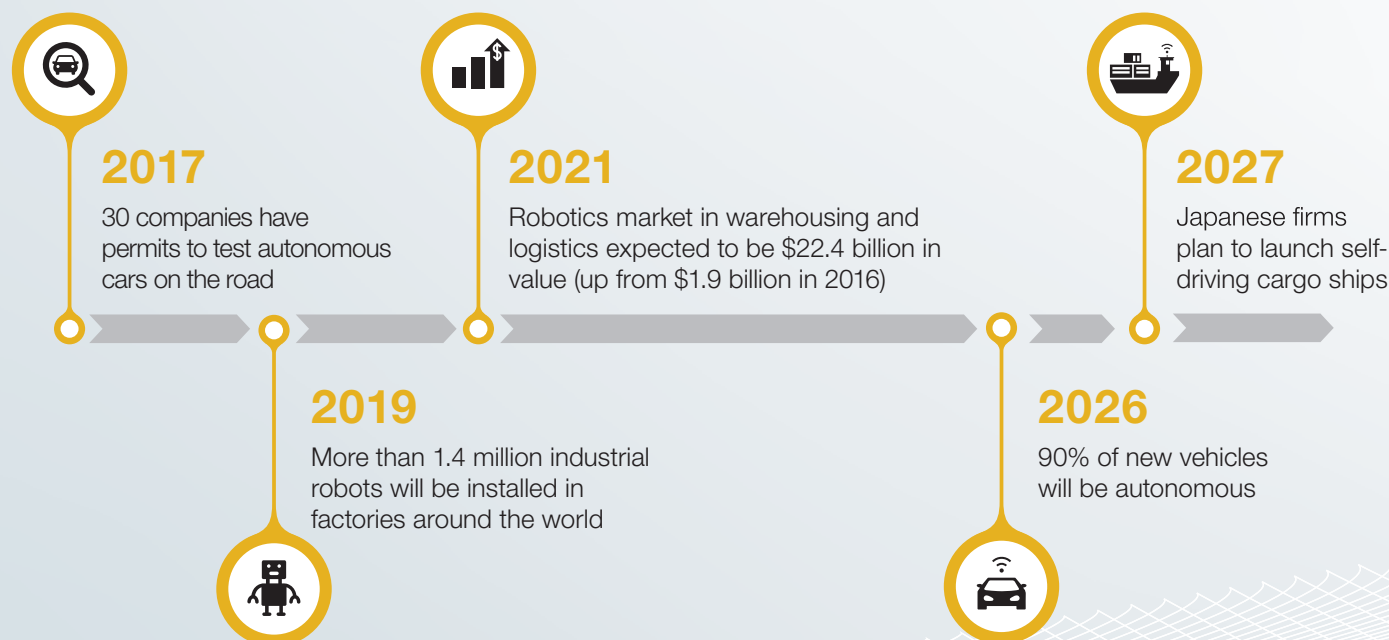 2017
30 companies have
permits to test autonomous
cars on the road
2019
More than 1.4 million industrial
robots will be installed in
factories around the world
$
2021
Robotics market in warehousing and
logistics expected to be $22.4 billion in
value (up from $1.9 billion in 2016)
2026
90% of new vehicles
will be autonomous
2027
Japanese firms
plan to launch self-
driving cargo ships